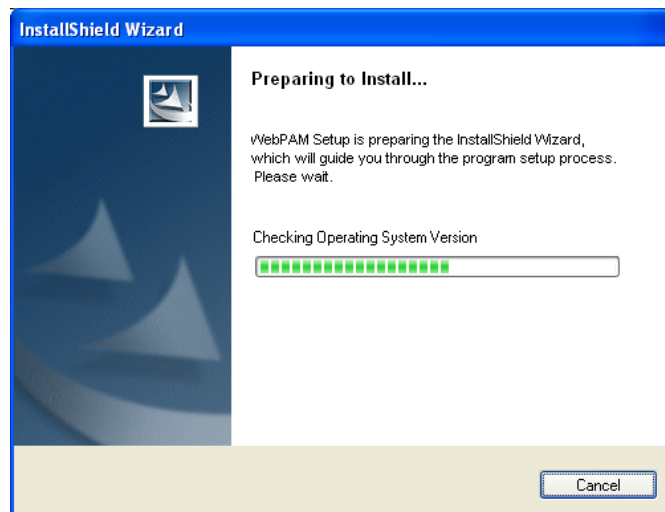 InstallShield Wizard
Preparing to Install...
WebPAM Setup is preparing the InstallShield Wizard,
which will guide you through the program setup process.
Please wait.
Checking Operating System Version
Cancel